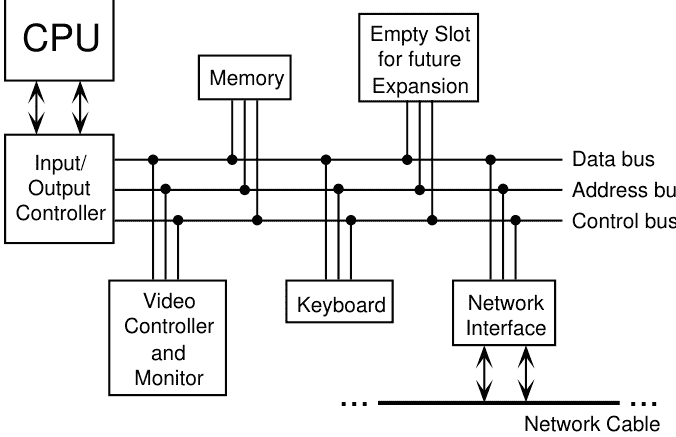 CPU
Memory
Empty Slot
for future
Expansion
Input/
Output
Controller
Data bus
Address bu
Control bus
Video
Controller
and
Monitor
Keyboard
Network
Interface
... ...
Network Cable